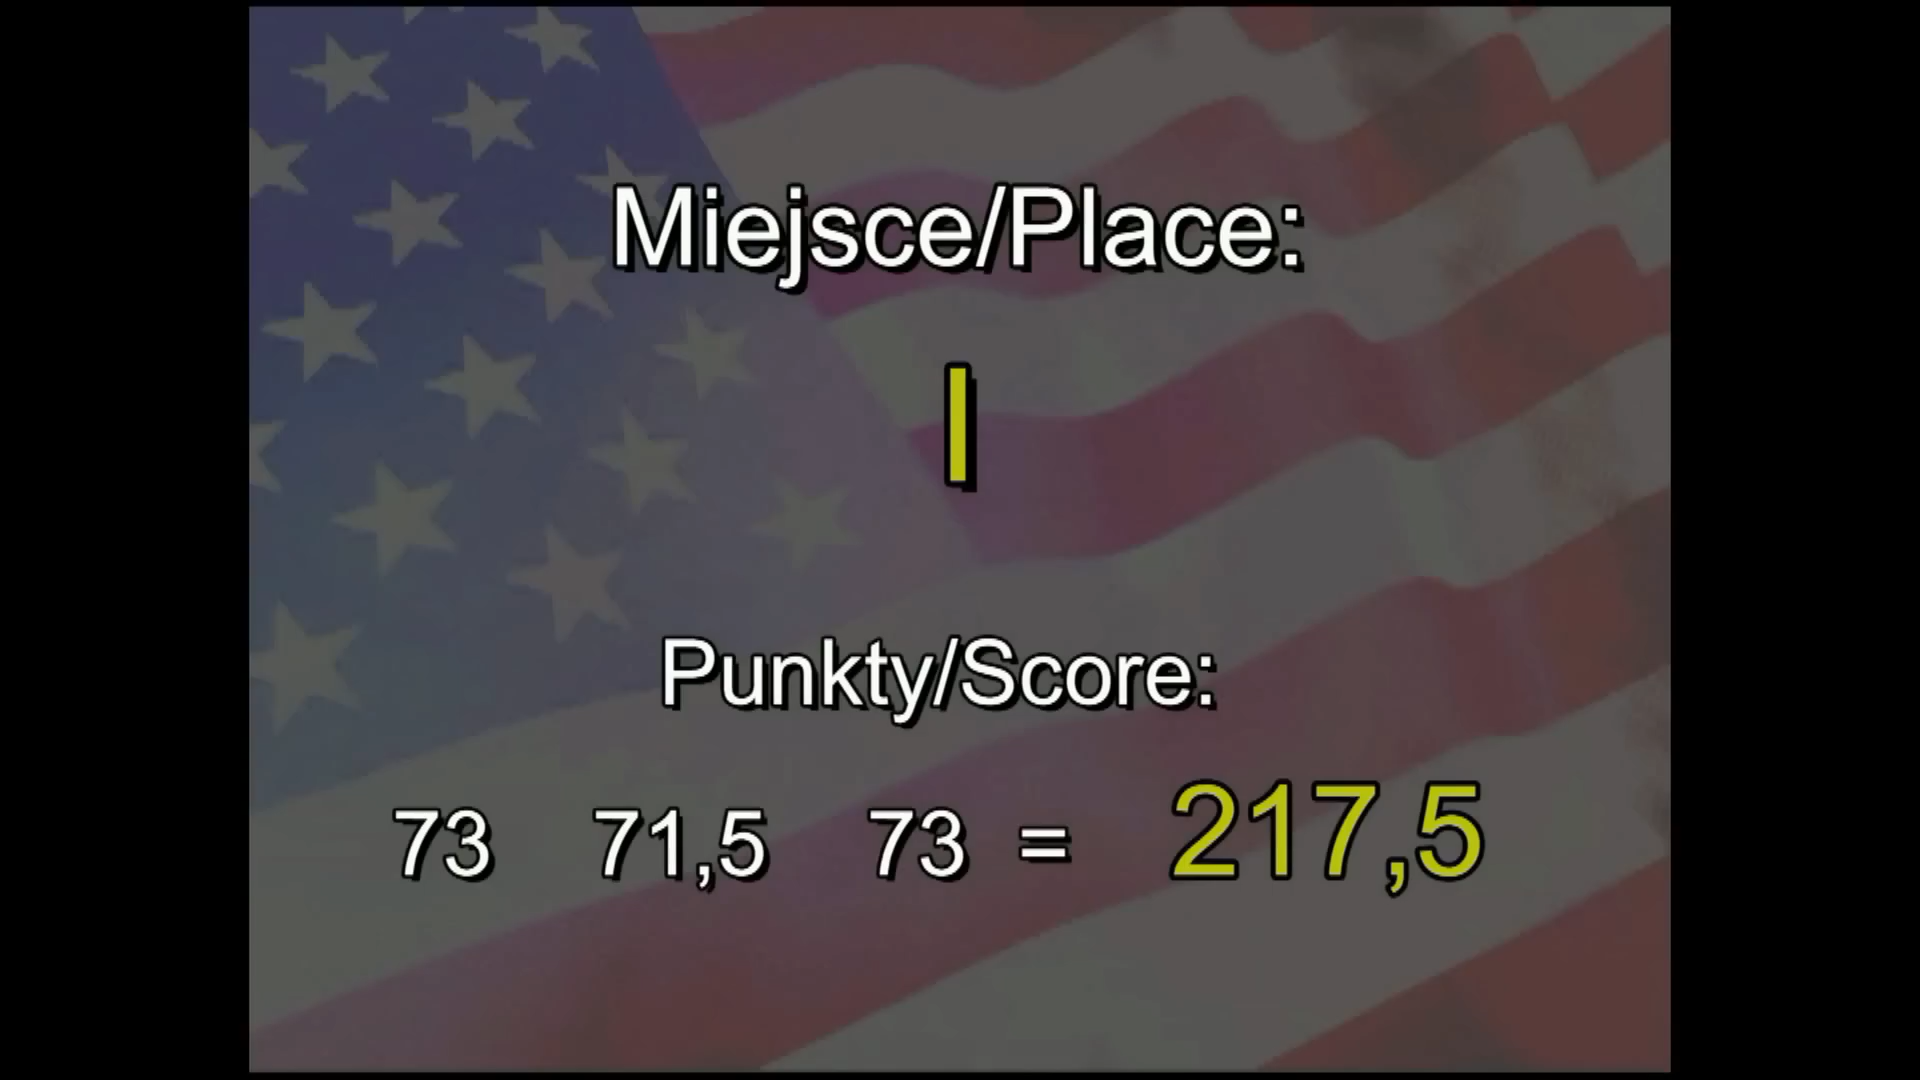 Miejsce/Place:
I
Punkty/Score:
73 71,5 73 = 217,5